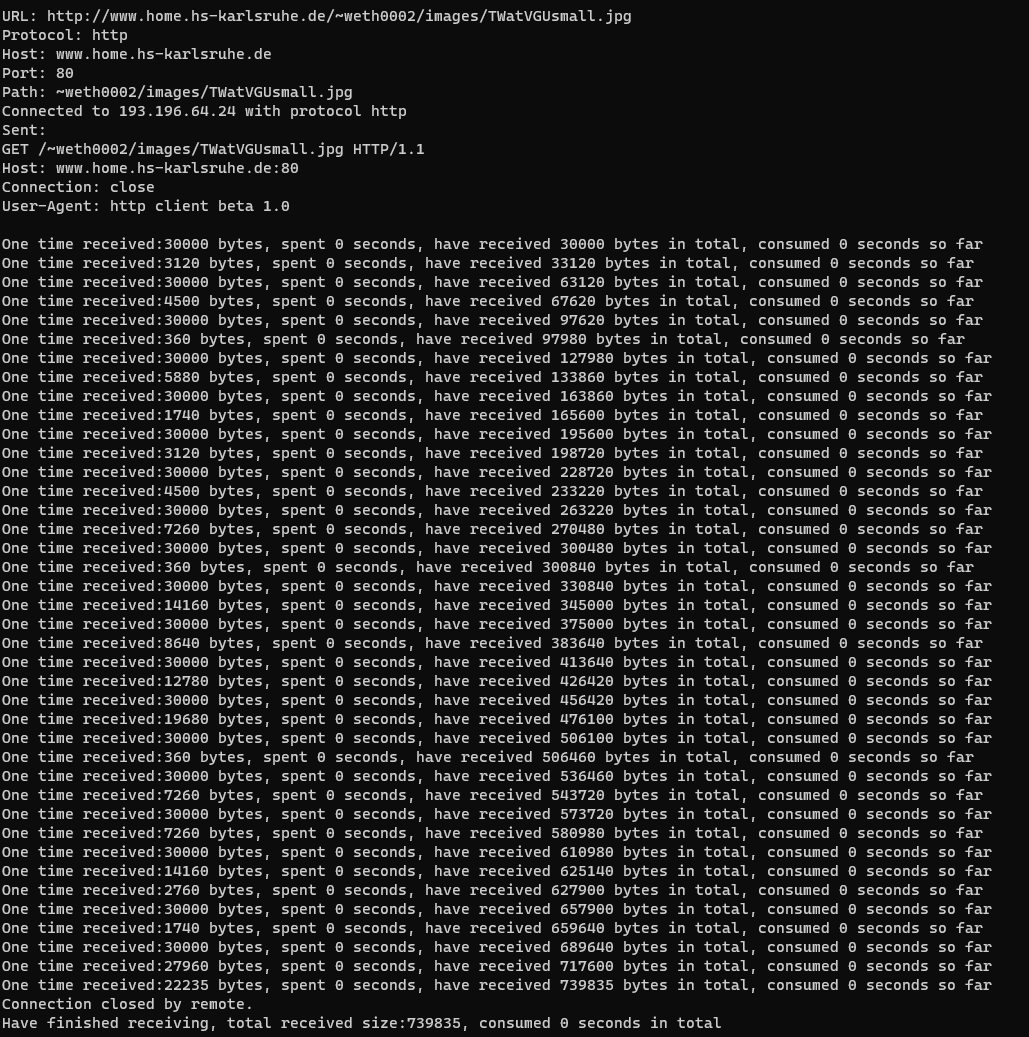 URL: http://www.home.hs-karlsruhe.de/~weth0002/images/TWatVGUsmall.jpg
Protocol: http
Host: www.home.hs-karlsruhe.de
Port: 80
Path: ~weth0002/images/TWatVGUsmall.jpg
Connected to 193.196.64.24 with protocol http
Sent:
GET /~weth0002/images/TWatVGUsmall.jpg HTTP/1.1
Host: www.home.hs-karlsruhe.de:80
Connection: close
User-Agent: http client beta 1.0

One time received:30000 bytes, spent 0 seconds, have received 30000 bytes in total, consumed 0 seconds so far
One time received:3120 bytes, spent 0 seconds, have received 33120 bytes in total, consumed 0 seconds so far
One time received:30000 bytes, spent 0 seconds, have received 63120 bytes in total, consumed 0 seconds so far
One time received:4500 bytes, spent 0 seconds, have received 67620 bytes in total, consumed 0 seconds so far
One time received:30000 bytes, spent 0 seconds, have received 97620 bytes in total, consumed 0 seconds so far
One time received:360 bytes, spent 0 seconds, have received 97980 bytes in total, consumed 0 seconds so far
One time received:30000 bytes, spent 0 seconds, have received 127980 bytes in total, consumed 0 seconds so far
One time received:5880 bytes, spent 0 seconds, have received 133860 bytes in total, consumed 0 seconds so far
One time received:30000 bytes, spent 0 seconds, have received 163860 bytes in total, consumed 0 seconds so far
One time received:1740 bytes, spent 0 seconds, have received 165600 bytes in total, consumed 0 seconds so far
One time received:30000 bytes, spent 0 seconds, have received 195600 bytes in total, consumed 0 seconds so far
One time received:3120 bytes, spent 0 seconds, have received 198720 bytes in total, consumed 0 seconds so far
One time received:30000 bytes, spent 0 seconds, have received 228720 bytes in total, consumed 0 seconds so far
One time received:4500 bytes, spent 0 seconds, have received 233220 bytes in total, consumed 0 seconds so far
One time received:30000 bytes, spent 0 seconds, have received 263220 bytes in total, consumed 0 seconds so far
One time received:7260 bytes, spent 0 seconds, have received 270480 bytes in total, consumed 0 seconds so far
One time received:30000 bytes, spent 0 seconds, have received 300480 bytes in total, consumed 0 seconds so far
One time received:360 bytes, spent 0 seconds, have received 300840 bytes in total, consumed 0 seconds so far
One time received:30000 bytes, spent 0 seconds, have received 330840 bytes in total, consumed 0 seconds so far
One time received:14160 bytes, spent 0 seconds, have received 345000 bytes in total, consumed 0 seconds so far
One time received:30000 bytes, spent 0 seconds, have received 375000 bytes in total, consumed 0 seconds so far
One time received:8640 bytes, spent 0 seconds, have received 383640 bytes in total, consumed 0 seconds so far
One time received:30000 bytes, spent 0 seconds, have received 413640 bytes in total, consumed 0 seconds so far
One time received:12780 bytes, spent 0 seconds, have received 426420 bytes in total, consumed 0 seconds so far
One time received:30000 bytes, spent 0 seconds, have received 456420 bytes in total, consumed 0 seconds so far
One time received:19680 bytes, spent 0 seconds, have received 476100 bytes in total, consumed 0 seconds so far
One time received:30000 bytes, spent 0 seconds, have received 506100 bytes in total, consumed 0 seconds so far
One time received:360 bytes, spent 0 seconds, have received 506460 bytes in total, consumed 0 seconds so far
One time received:30000 bytes, spent 0 seconds, have received 536460 bytes in total, consumed 0 seconds so far
One time received:7260 bytes, spent 0 seconds, have received 543720 bytes in total, consumed 0 seconds so far
One time received:30000 bytes, spent 0 seconds, have received 573720 bytes in total, consumed 0 seconds so far
One time received:7260 bytes, spent 0 seconds, have received 580980 bytes in total, consumed 0 seconds so far
One time received:30000 bytes, spent 0 seconds, have received 610980 bytes in total, consumed 0 seconds so far
One time received:14160 bytes, spent 0 seconds, have received 625140 bytes in total, consumed 0 seconds so far
One time received:2760 bytes, spent 0 seconds, have received 627900 bytes in total, consumed 0 seconds so far
One time received:30000 bytes, spent 0 seconds, have received 657900 bytes in total, consumed 0 seconds so far
One time received:1740 bytes, spent 0 seconds, have received 659640 bytes in total, consumed 0 seconds so far
One time received:30000 bytes, spent 0 seconds, have received 689640 bytes in total, consumed 0 seconds so far
One time received:27960 bytes, spent 0 seconds, have received 717600 bytes in total, consumed 0 seconds so far
One time received:22235 bytes, spent 0 seconds, have received 739835 bytes in total, consumed 0 seconds so far
Connection closed by remote.
Have finished receiving, total received size:739835, consumed 0 seconds in total